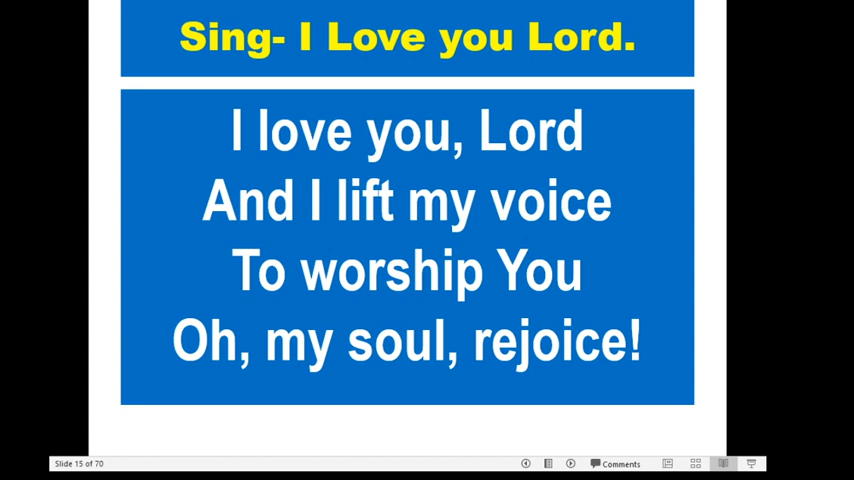 Sing- I Love you Lord.
I love you, Lord
And I lift my voice
To worship You
Oh, my soul, rejoice!
Slide 15 of 70
Comments